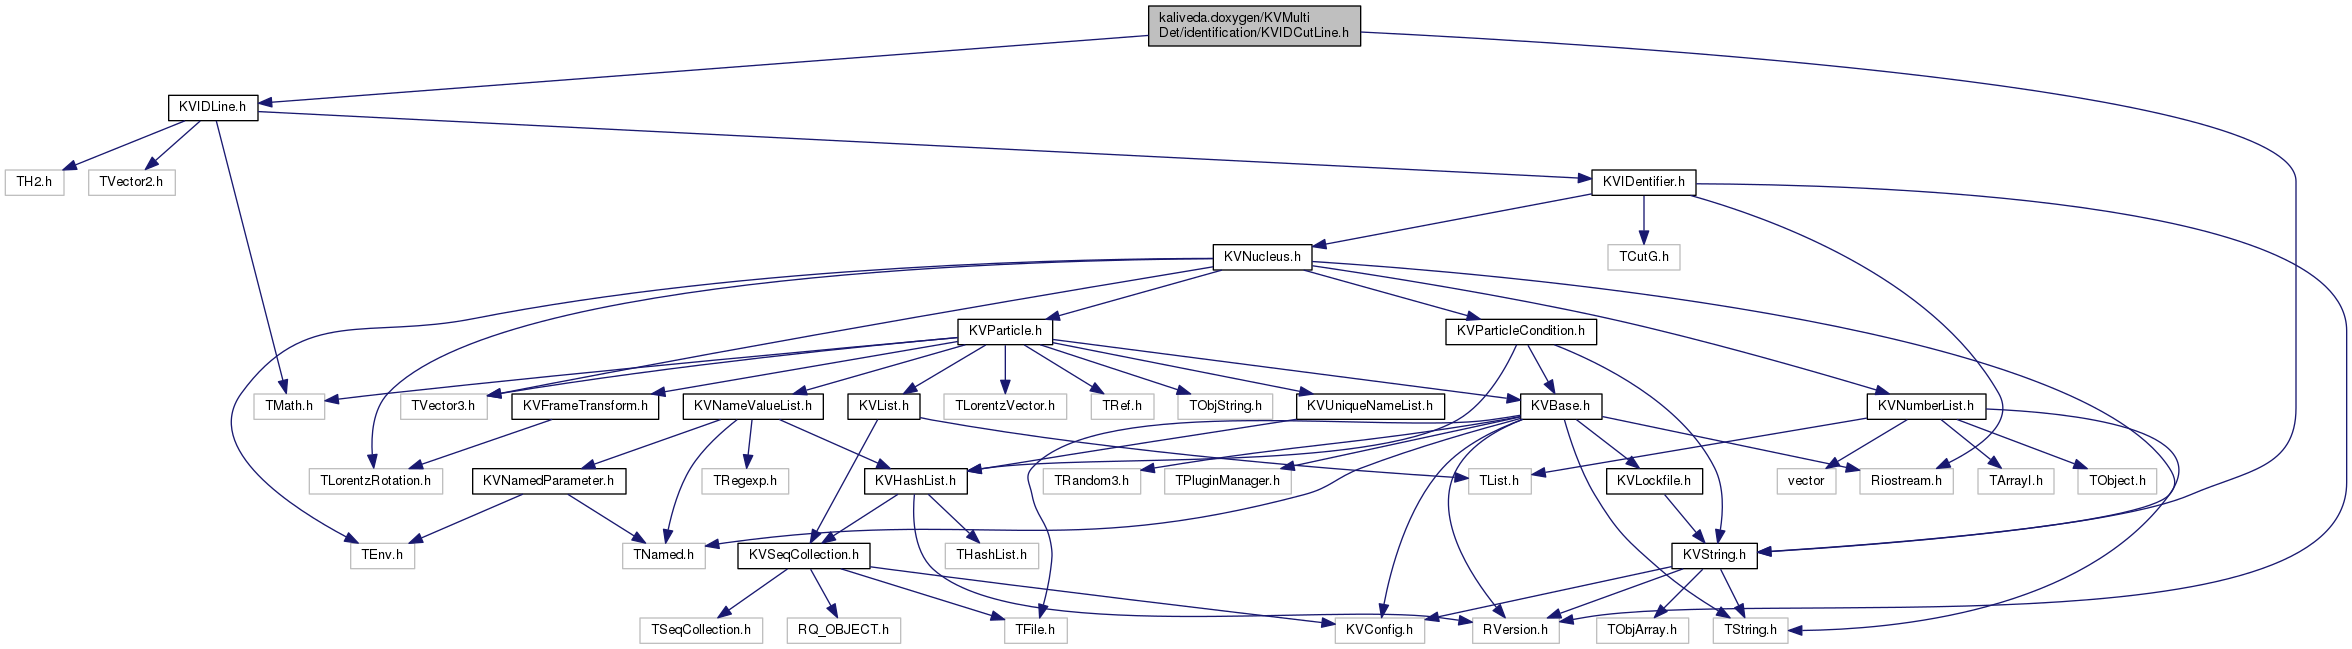 kaliveda.doxygen/KVMulti
Det/identification/KVIDCutLine.h
KVIDLine.h
TH2.h
TVector2.h
KVIDentifier.h
KVNucleus.h
TCutG.h
KVParticle.h
KVParticleCondition.h
TMath.h
TVector3.h
KVFrameTransform.h
KVNameValueList.h
KVList.h
TLorentzVector.h
TRef.h
TObjString.h
KVUniqueNameList.h
KVBase.h
KVNumberList.h
TLorentzRotation.h
KVNamedParameter.h
TRegexp.h
KVHashList.h
TRandom3.h
TPluginManager.h
TList.h
KVLockfile.h
vector
Riostream.h
TArrayI.h
TObject.h
TEnv.h
TNamed.h
KVSeqCollection.h
THashList.h
KVString.h
TSeqCollection.h
RQ_OBJECT.h
TFile.h
KVConfig.h
RVersion.h
TObjArray.h
TString.h